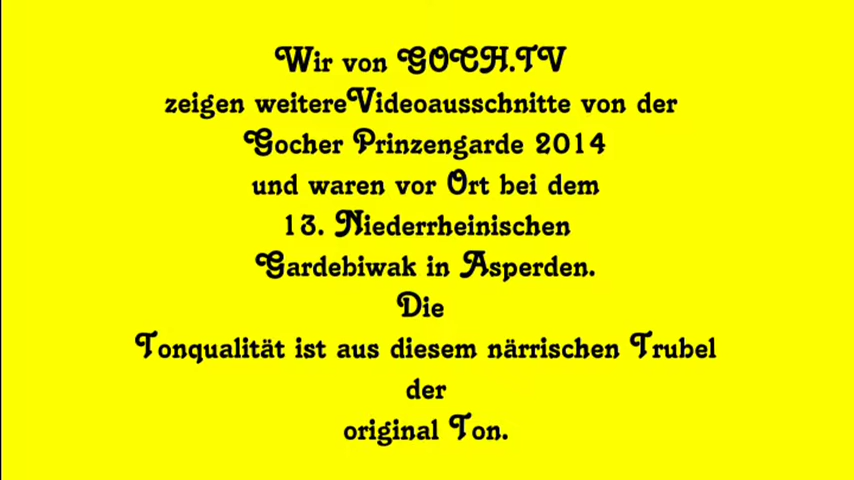 Wir von GOCH.TV
zeigen weitereVideoausschnitte von der
Gocher Prinzengarde 2014
und waren vor Ort bei dem
13. Niederrheinischen
Gardebiwak in Asperden.
Die
Tonqualität ist aus diesem närrischen Trubel
der
original Ton.